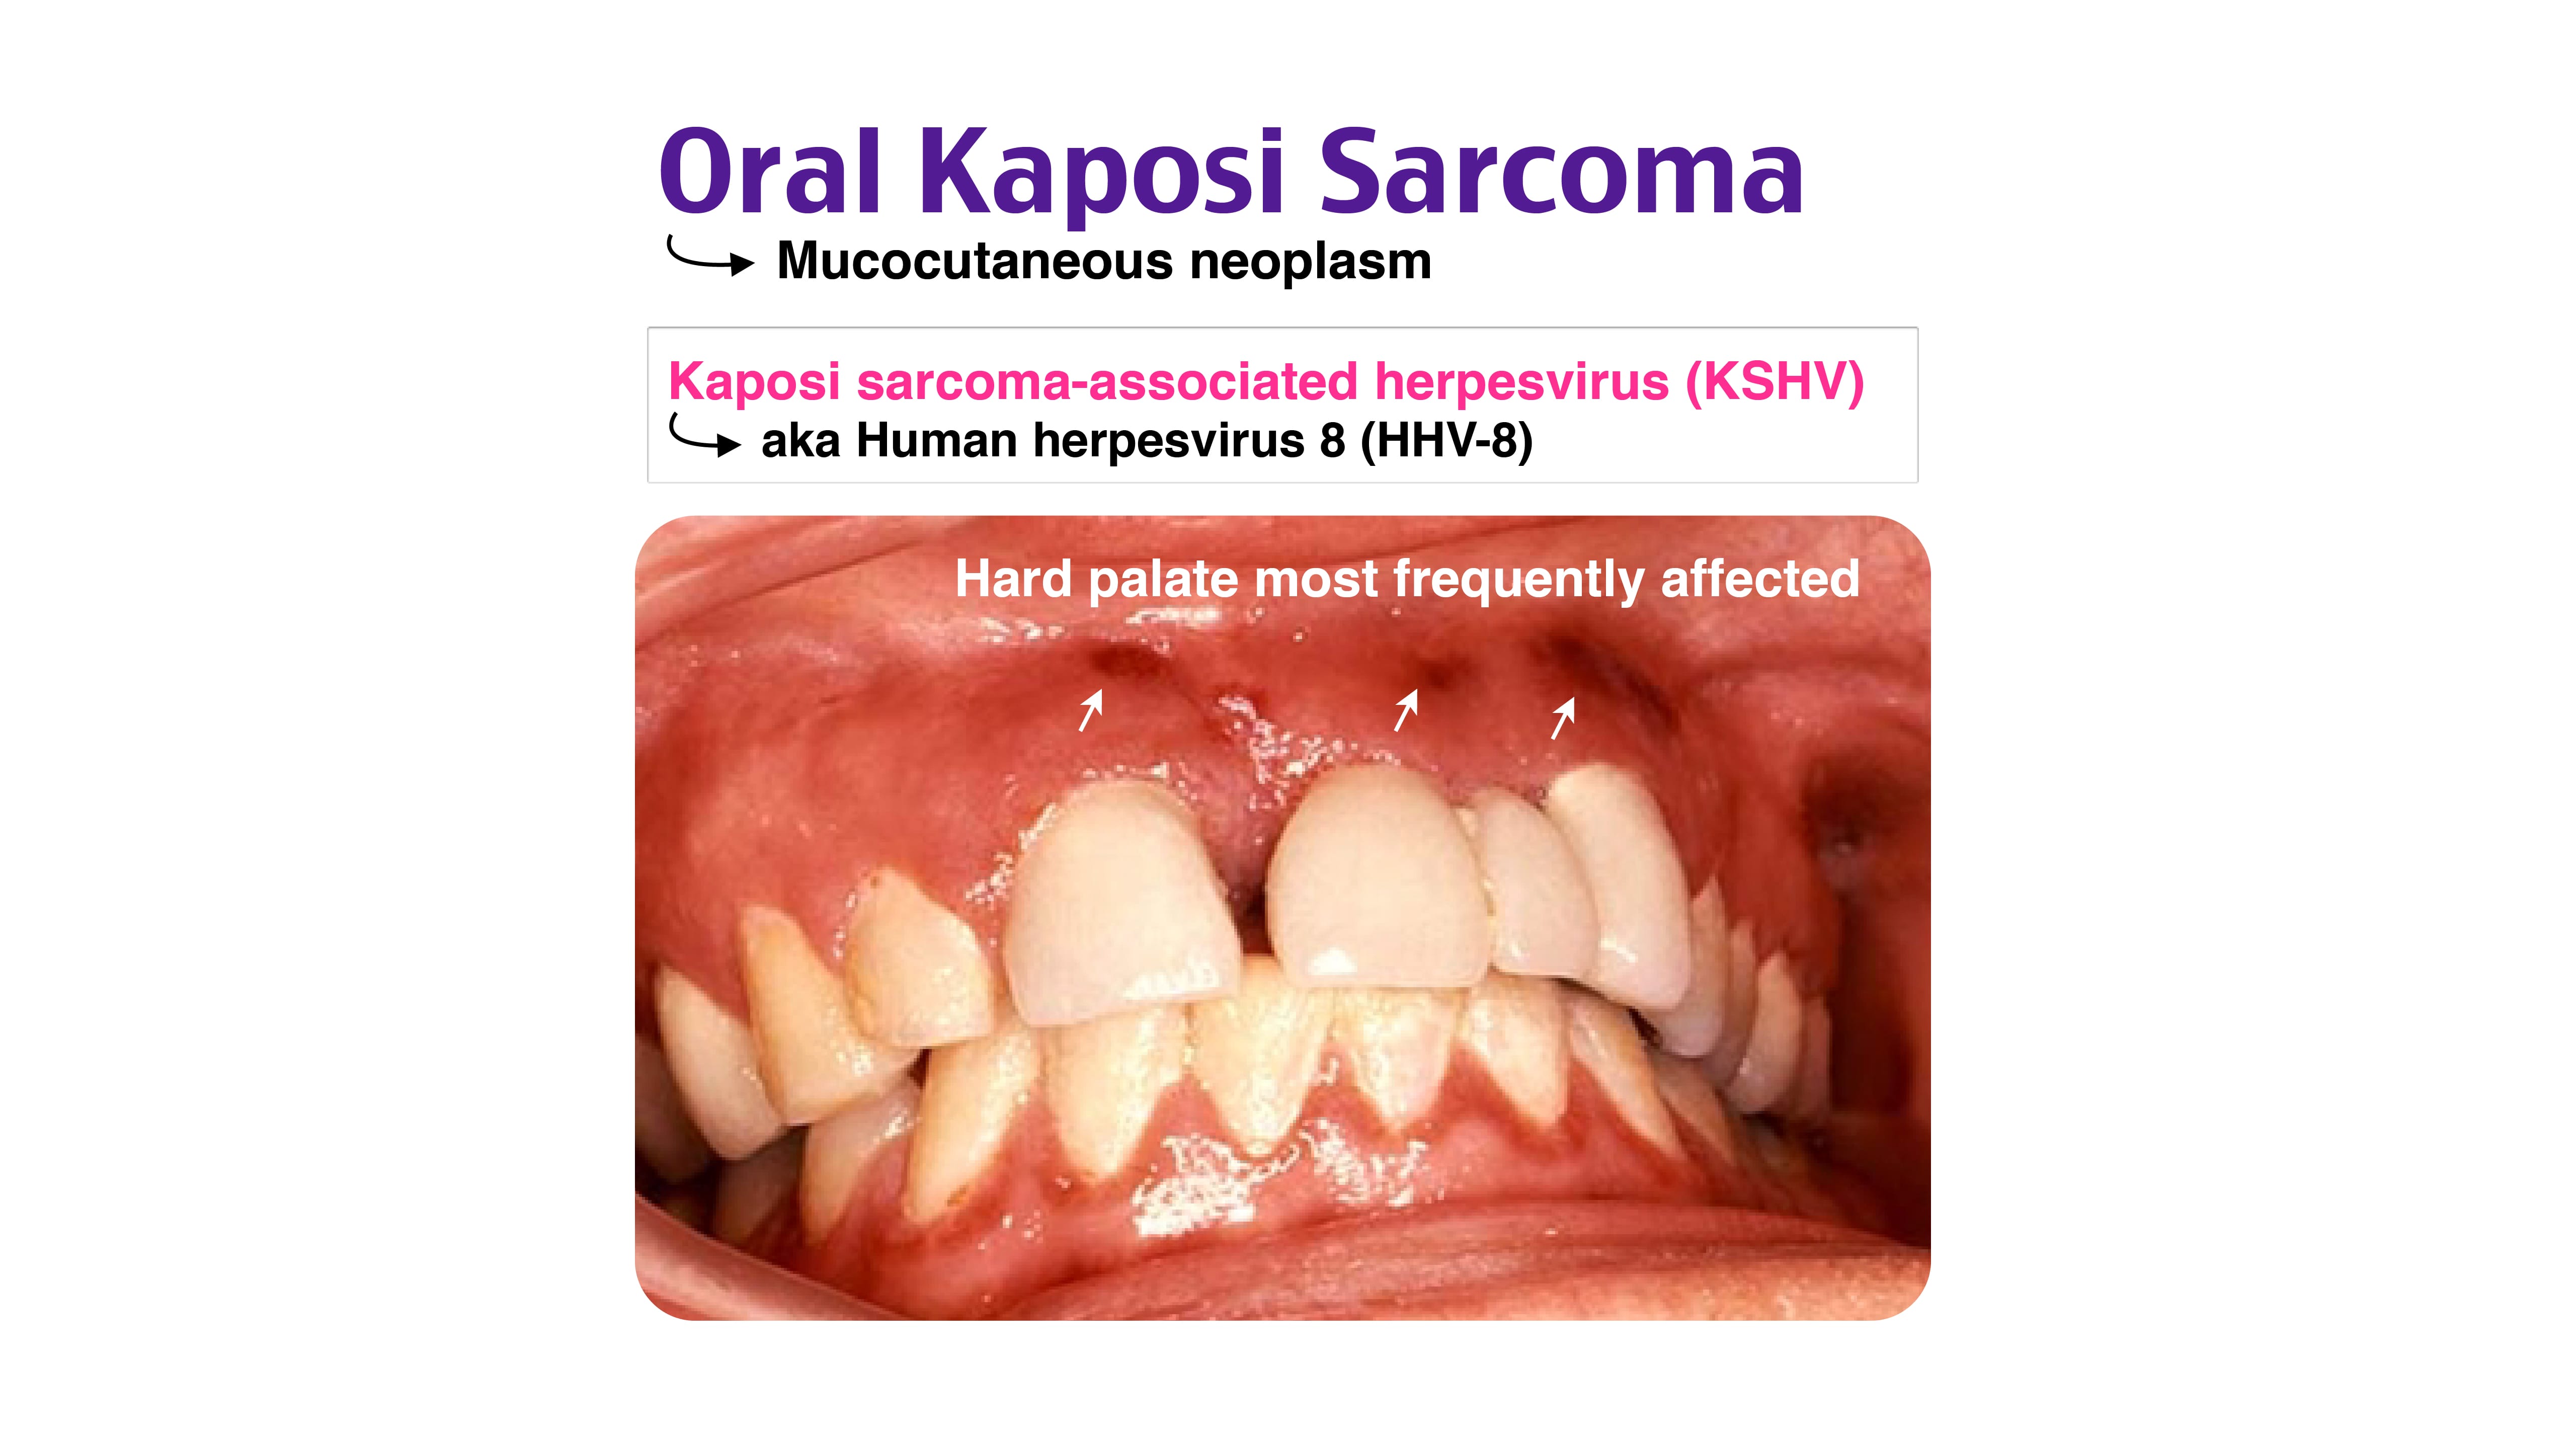 Oral Kaposi Sarcoma
Mucocutaneous neoplasm
Kaposi sarcoma-associated herpesvirus (KSHV)
aka Human herpesvirus 8 (HHV-8)
Hard palate most frequently affected